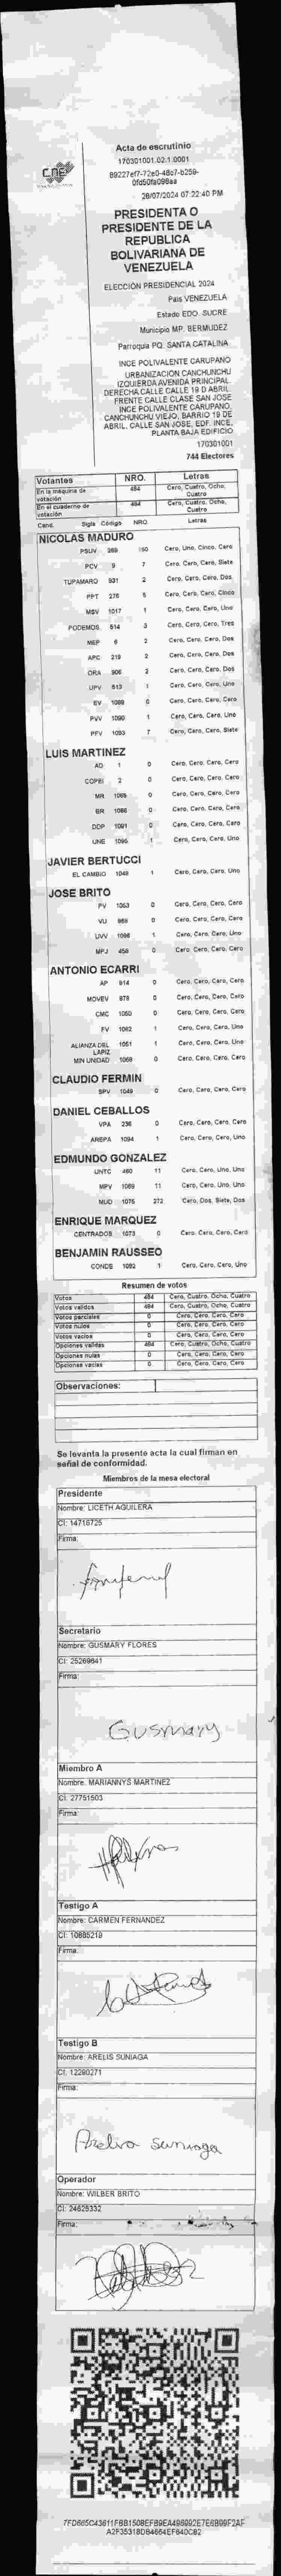 CNE
Acta de escrutinio
170301001.02.1.0001
89227ef7-72e0-48c7-b259-
0fd50fa098aa
28/07/2024 07:22:40 PM
PRESIDENTA O
PRESIDENTE DE LA
REPUBLICA
BOLIVARIANA DE
VENEZUELA
ELECCIÓN PRESIDENCIAL 2024
País VENEZUELA
Estado EDO. SUCRE
Municipio MP. BERMUDEZ
Parroquia PQ. SANTA CATALINA
INCE POLIVALENTE CARUPANO
URBANIZACIÓN CANCHUNCHU
IZQUIERDA AVENIDA PRINCIPAL.
DERECHA CALLE CALLE 19 D ABRIL.
FRENTE CALLE CLASE SAN JOSE
INCE POLIVALENTE CARUPANO.
CANCHUNCHU VIEJO, BARRIO 19 DE
ABRIL, CALLE SAN JOSE, EDF. INCE,
PLANTA BAJA EDIFICIO
170301001
744 Electores
Votantes NRO. Letras
En la máquina de votación 484 Cero, Cuatro, Ocho, Cuatro
En el cuaderno de votación 484 Cero, Cuatro, Ocho, Cuatro
Cand. Sigla Código NRO Letras
NICOLAS MADURO
PSUV 269 150 Cero, Uno, Cinco, Cero
PCV 9 7 Cero, Cero, Cero, Siete
TUPAMARO 931 2 Cero, Cero, Cero, Dos
PPT 276 5 Cero, Cero, Cero, Cinco
MSV 1017 1 Cero, Cero, Cero, Uno
PODEMOS 514 3 Cero, Cero, Cero, Tres
MEP 6 2 Cero, Cero, Cero, Dos
APC 219 2 Cero, Cero, Cero, Dos
ORA 906 2 Cero, Cero, Cero, Dos
UPV 613 1 Cero, Cero, Cero, Uno
EV 1089 0 Cero, Cero, Cero, Cero
PVV 1090 1 Cero, Cero, Cero, Uno
PFV 1093 7 Cero, Cero, Cero, Siete
LUIS MARTINEZ
AD 1 0 Cero, Cero, Cero, Cero
COPEI 2 0 Cero, Cero, Cero, Cero
MR 1065 0 Cero, Cero, Cero, Cero
BR 1086 0 Cero, Cero, Cero, Cero
DDP 1091 0 Cero, Cero, Cero, Cero
UNE 1095 1 Cero, Cero, Cero, Uno
JAVIER BERTUCCI
EL CAMBIO 1048 1 Cero, Cero, Cero, Uno
JOSE BRITO
PV 1053 0 Cero, Cero, Cero, Cero
VU 968 0 Cero, Cero, Cero, Cero
UVV 1098 1 Cero, Cero, Cero, Uno
MPJ 458 0 Cero, Cero, Cero, Cero
ANTONIO ECARRI
AP 914 0 Cero, Cero, Cero, Cero
MOVEV 978 0 Cero, Cero, Cero, Cero
CMC 1050 0 Cero, Cero, Cero, Cero
FV 1062 1 Cero, Cero, Cero, Uno
ALIANZA DEL LAPIZ 1051 1 Cero, Cero, Cero, Uno
MIN UNIDAD 1068 0 Cero, Cero, Cero, Cero
CLAUDIO FERMIN
SPV 1049 0 Cero, Cero, Cero, Cero
DANIEL CEBALLOS
VPA 236 0 Cero, Cero, Cero, Cero
AREPA 1094 1 Cero, Cero, Cero, Uno
EDMUNDO GONZALEZ
UNTC 460 11 Cero, Cero, Uno, Uno
MPV 1069 11 Cero, Cero, Uno, Uno
MUD 1075 272 Cero, Dos, Siete, Dos
ENRIQUE MARQUEZ
CENTRADOS 1073 0 Cero, Cero, Cero, Cero
BENJAMIN RAUSSEO
CONDE 1092 1 Cero, Cero, Cero, Uno
Resumen de votos
Votos 484 Cero, Cuatro, Ocho, Cuatro
Votos validos 484 Cero, Cuatro, Ocho, Cuatro
Votos parciales 0 Cero, Cero, Cero, Cero
Votos nulos 0 Cero, Cero, Cero, Cero
Votos vacios 0 Cero, Cero, Cero, Cero
Opciones validas 484 Cero, Cuatro, Ocho, Cuatro
Opciones nulas 0 Cero, Cero, Cero, Cero
Opciones vacias 0 Cero, Cero, Cero, Cero
Observaciones:
Se levanta la presente acta la cual firman en
señal de conformidad.
Miembros de la mesa electoral
Presidente
Nombre: LICETH AGUILERA
CI: 14716725
Firma:
Secretario
Nombre: GUSMARY FLORES
CI: 25269841
Firma:
Gusmary
Miembro A
Nombre: MARIANNYS MARTINEZ
CI: 27751503
Firma:
Testigo A
Nombre: CARMEN FERNANDEZ
CI: 10885219
Firma:
Testigo B
Nombre: ARELIS SUNIAGA
CI: 12290271
Firma:
Suniaga
Operador
Nombre: WILBER BRITO
CI: 24625332
Firma: